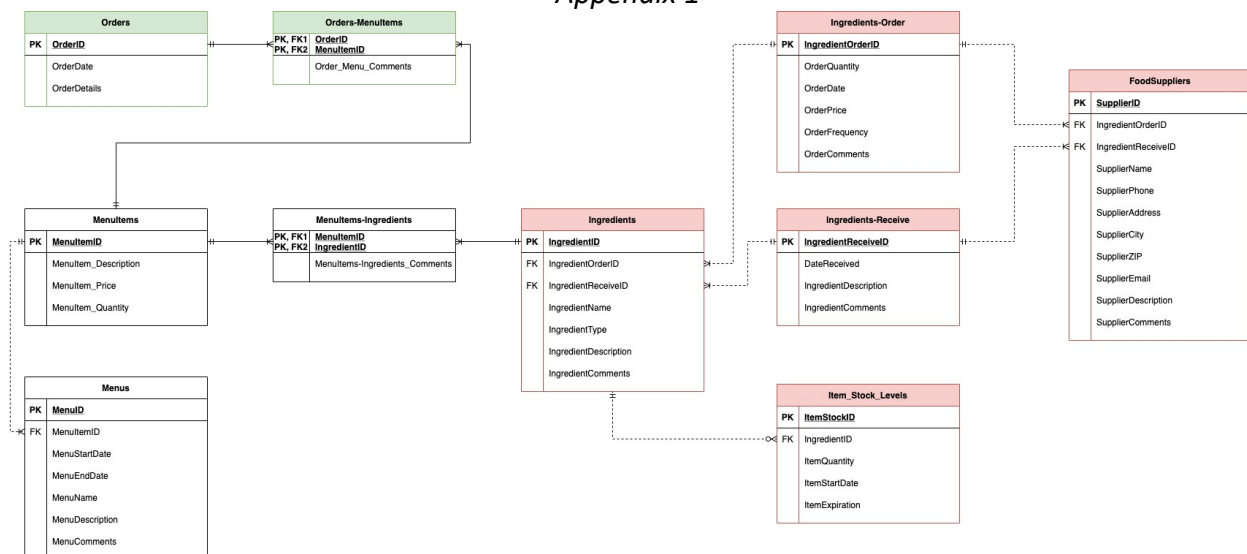 Appendix 1
Orders
PK OrderID
OrderDate
OrderDetails
Orders-MenuItems
PK, FK1 OrderID
PK, FK2 MenuItemID
Order_Menu_Comments
Ingredients-Order
PK IngredientOrderID
OrderQuantity
OrderDate
OrderPrice
OrderFrequency
OrderComments
FoodSuppliers
PK SupplierID
FK IngredientOrderID
FK IngredientReceiveID
SupplierName
SupplierPhone
SupplierAddress
SupplierCity
SupplierZIP
SupplierEmail
SupplierDescription
SupplierComments
MenuItems
PK MenuItemID
MenuItem_Description
MenuItem_Price
MenuItem_Quantity
MenuItems-Ingredients
PK, FK1 MenuItemID
PK, FK2 IngredientID
MenuItems-Ingredients_Comments
Ingredients
PK IngredientID
FK IngredientOrderID
FK IngredientReceiveID
IngredientName
IngredientType
IngredientDescription
IngredientComments
Ingredients-Receive
PK IngredientReceiveID
DateReceived
IngredientDescription
IngredientComments
Menus
PK MenuID
FK MenuItemID
MenuStartDate
MenuEndDate
MenuName
MenuDescription
MenuComments
Item_Stock_Levels
PK ItemStockID
FK IngredientID
ItemQuantity
ItemStartDate
ItemExpiration